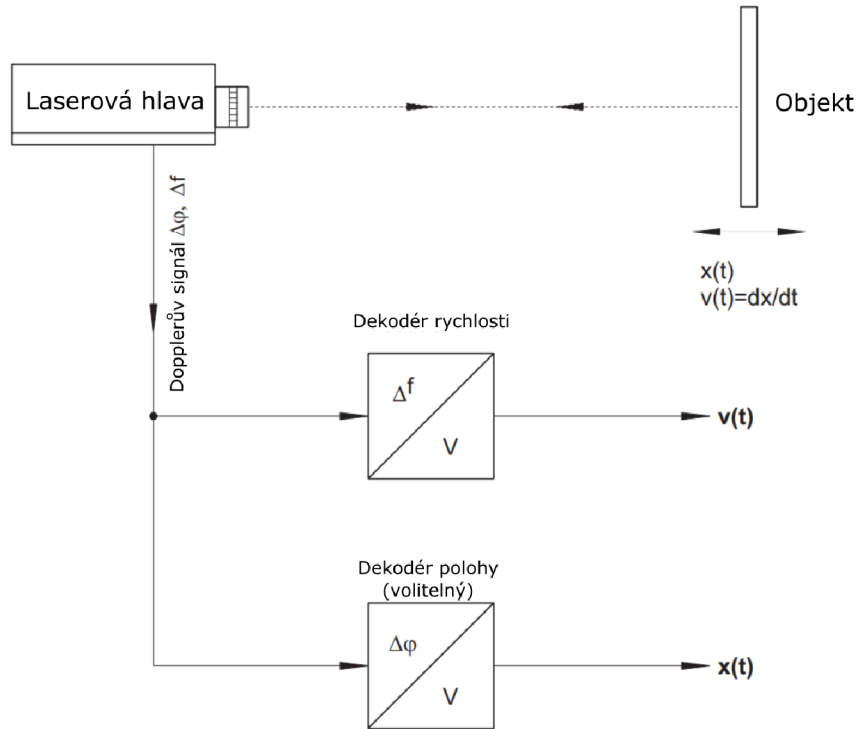 Laserová hlava
Objekt
Dopplerův signál Δφ, Δf
x(t)
v(t)=dx/dt
Dekodér rychlosti
Δf
V
v(t)
Dekodér polohy
(volitelný)
Δφ
V
x(t)